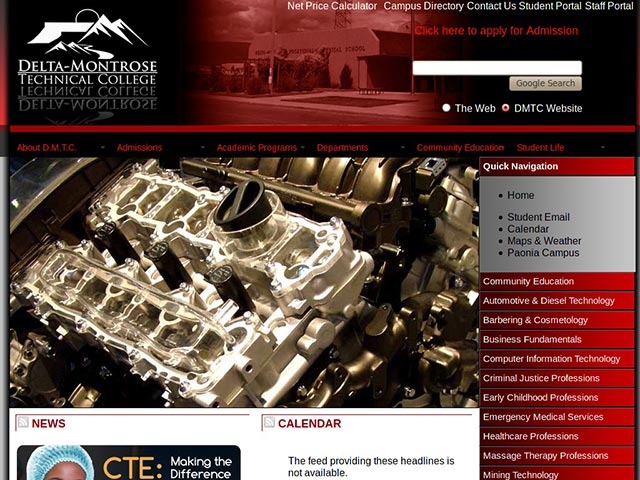 Net Price Calculator Campus Directory Contact Us Student Portal Staff Portal
Click here to apply for Admission
DELTA-MONTROSE
TECHNICAL COLLEGE
Google Search
The Web DMTC Website
About D.M.T.C. Admissions Academic Programs Departments Community Education Student Life
Quick Navigation
Home
Student Email
Calendar
Maps & Weather
Paonia Campus
Community Education
Automotive & Diesel Technology
Barbering & Cosmetology
Business Fundamentals
Computer Information Technology
Criminal Justice Professions
Early Childhood Professions
Emergency Medical Services
Healthcare Professions
Massage Therapy Professions
Mining Technology
NEWS
CTE: Making the
Difference
CALENDAR
The feed providing these headlines is
not available.